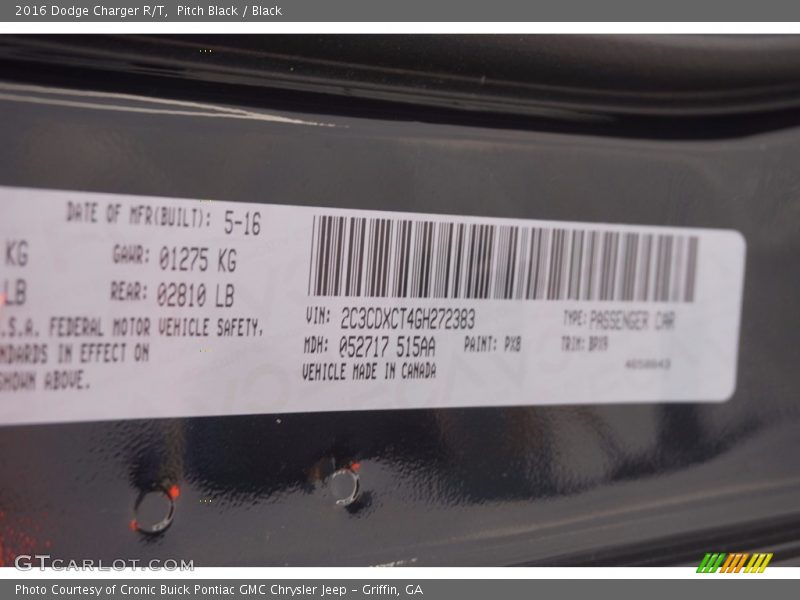 2016 Dodge Charger R/T, Pitch Black / Black
DATE OF MFR(BUILT): 5-16
KG GAWR: 01275 KG
LB REAR: 02810 LB
.S.A. FEDERAL MOTOR VEHICLE SAFETY,
NDARDS IN EFFECT ON
SHOWN ABOVE.
VIN: 2C3CDXCT4GH272383 TYPE: PASSENGER CAR
MDH: 052717 515AA PAINT: PX8 TRIM: BPX9
VEHICLE MADE IN CANADA
GTCARLOT.COM
Photo Courtesy of Cronic Buick Pontiac GMC Chrysler Jeep – Griffin, GA